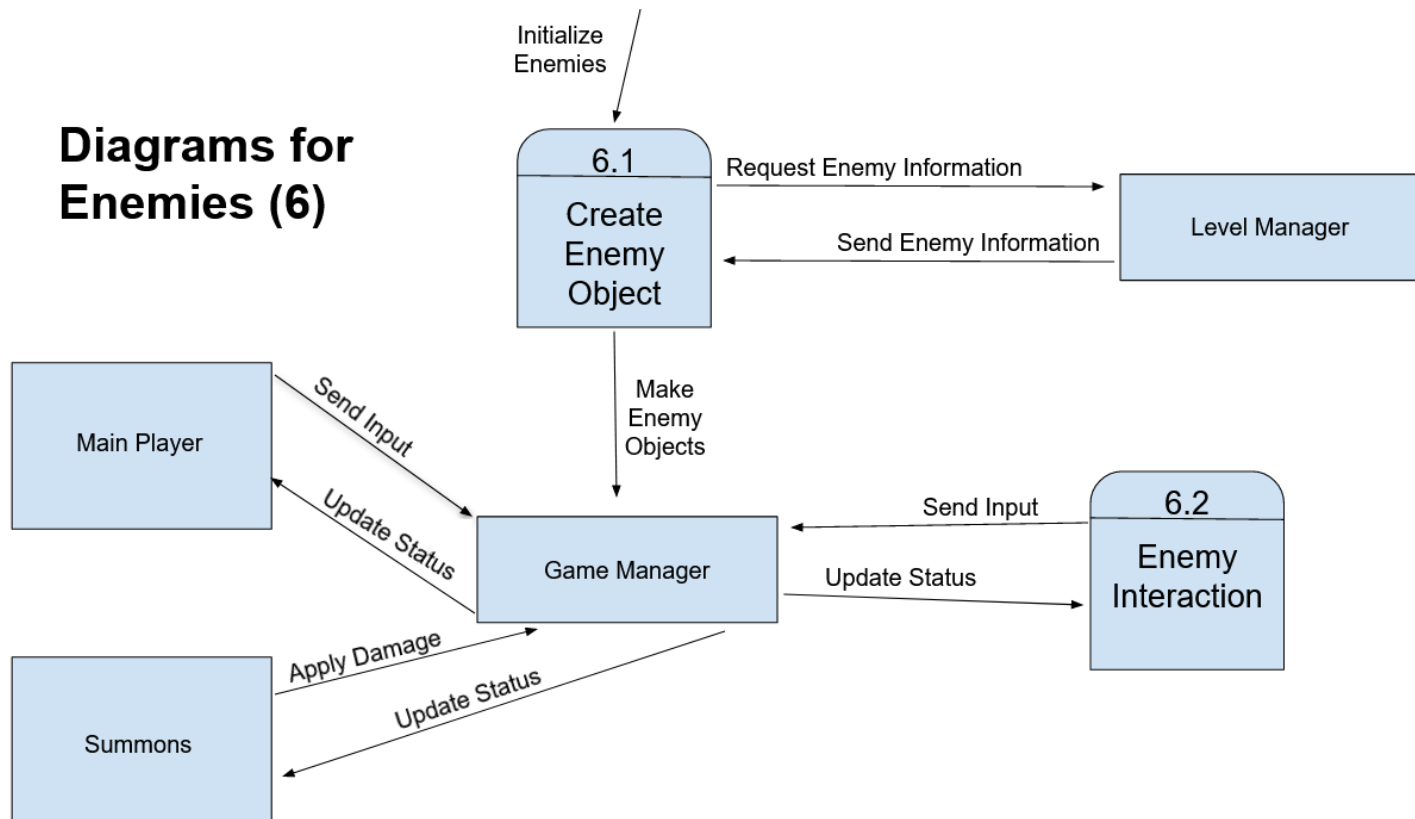 Initialize
Enemies
Diagrams for
Enemies (6)
6.1
Create
Enemy
Object
Request Enemy Information
Send Enemy Information
Level Manager
Make
Enemy
Objects
Main Player
Send Input
Update Status
Game Manager
Send Input
Update Status
6.2
Enemy
Interaction
Apply Damage
Update Status
Summons